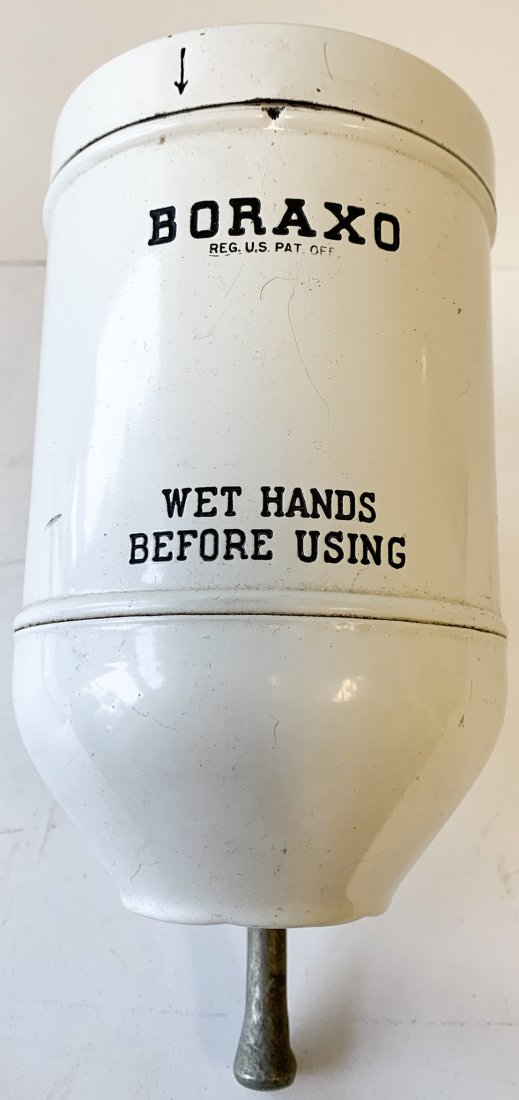 BORAXO
REG. U.S. PAT. OFF.
WET HANDS
BEFORE USING